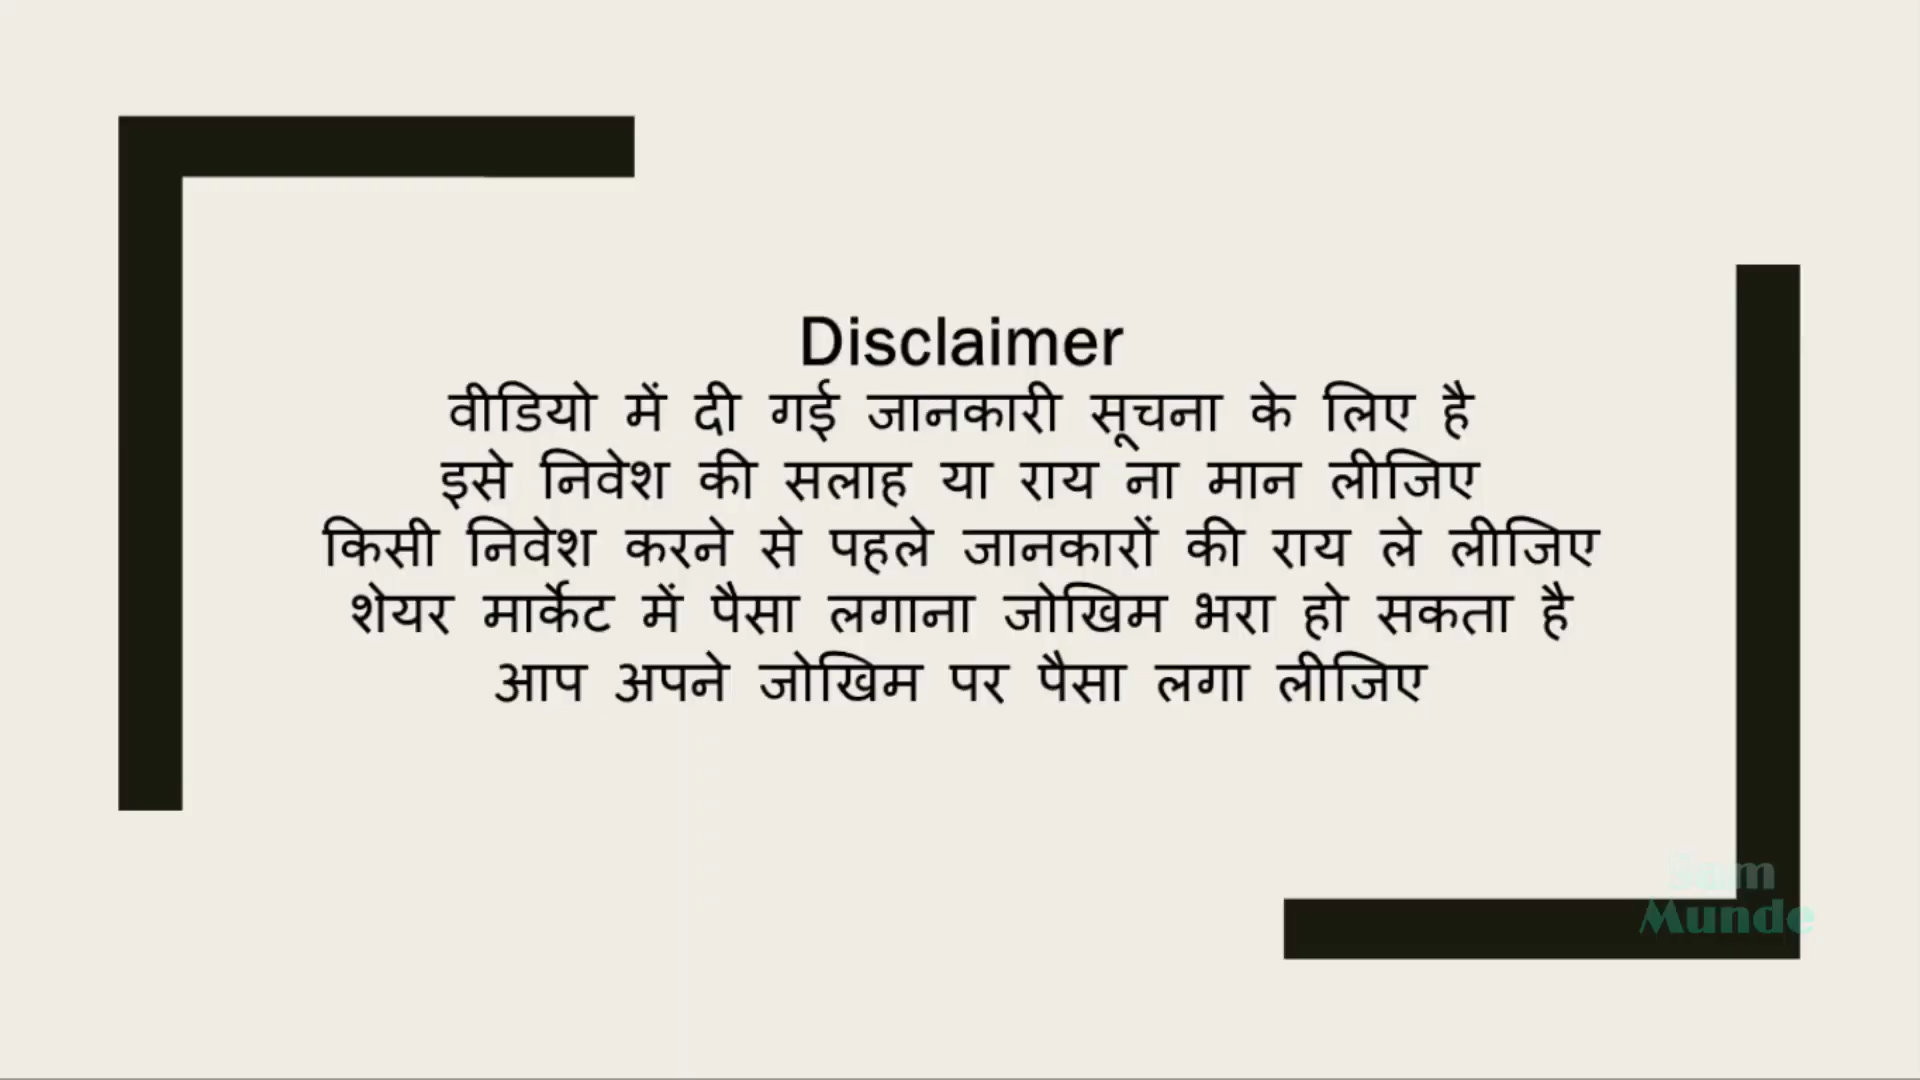 Disclaimer
वीडियो में दी गई जानकारी सूचना के लिए है
इसे निवेश की सलाह या राय ना मान लीजिए
किसी निवेश करने से पहले जानकारों की राय ले लीजिए
शेयर मार्केट में पैसा लगाना जोखिम भरा हो सकता है
आप अपने जोखिम पर पैसा लगा लीजिए
Munde